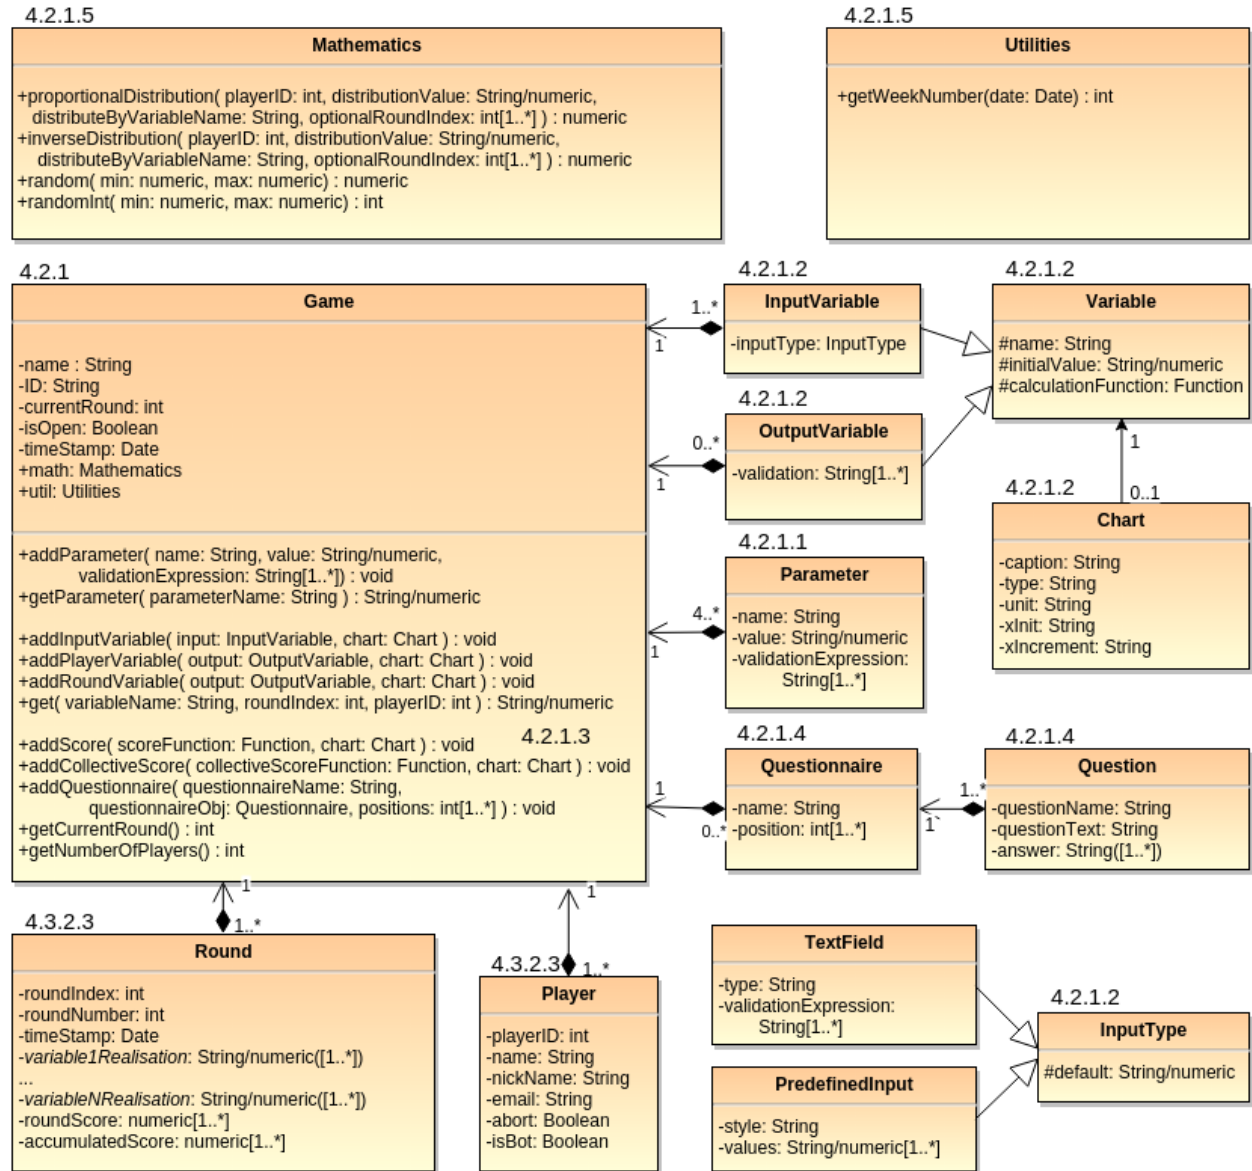 4.2.1.5
Mathematics
+proportionalDistribution( playerID: int, distributionValue: String/numeric,
distributeByVariableName: String, optionalRoundIndex: int[1..*] ) : numeric
+inverseDistribution( playerID: int, distributionValue: String/numeric,
distributeByVariableName: String, optionalRoundIndex: int[1..*] ) : numeric
+random( min: numeric, max: numeric) : numeric
+randomInt( min: numeric, max: numeric) : int
4.2.1.5
Utilities
+getWeekNumber(date: Date) : int
4.2.1
Game
-name : String
-ID: String
-currentRound: int
-isOpen: Boolean
-timeStamp: Date
+math: Mathematics
+util: Utilities
+addParameter( name: String, value: String/numeric,
validationExpression: String[1..*]) : void
+getParameter( parameterName: String ) : String/numeric
+addInputVariable( input: InputVariable, chart: Chart ) : void
+addPlayerVariable( output: OutputVariable, chart: Chart ) : void
+addRoundVariable( output: OutputVariable, chart: Chart ) : void
+get( variableName: String, roundIndex: int, playerID: int ) : String/numeric
4.2.1.3
+addScore( scoreFunction: Function, chart: Chart ) : void
+addCollectiveScore( collectiveScoreFunction: Function, chart: Chart ) : void
+addQuestionnaire( questionnaireName: String,
questionnaireObj: Questionnaire, positions: int[1..*] ) : void
+getCurrentRound() : int
+getNumberOfPlayers() : int
1..*
1
4.2.1.2
InputVariable
-inputType: InputType
4.2.1.2
Variable
#name: String
#initialValue: String/numeric
#calculationFunction: Function
0..*
1
4.2.1.2
OutputVariable
-validation: String[1..*]
1
0..1
4.2.1.2
Chart
-caption: String
-type: String
-unit: String
-xInit: String
-xIncrement: String
4..*
1
4.2.1.1
Parameter
-name: String
-value: String/numeric
-validationExpression:
String[1..*]
1
0..*
4.2.1.4
Questionnaire
-name: String
-position: int[1..*]
1..*
1`
4.2.1.4
Question
-questionName: String
-questionText: String
-answer: String([1..*])
1
1..*
4.3.2.3
Round
-roundIndex: int
-roundNumber: int
-timeStamp: Date
-variable1Realisation: String/numeric([1..*])
...
-variableNRealisation: String/numeric([1..*])
-roundScore: numeric[1..*]
-accumulatedScore: numeric[1..*]
1
1..*
4.3.2.3
Player
-playerID: int
-name: String
-nickName: String
-email: String
-abort: Boolean
-isBot: Boolean
TextField
-type: String
-validationExpression:
String[1..*]
PredefinedInput
-style: String
-values: String/numeric[1..*]
4.2.1.2
InputType
#default: String/numeric